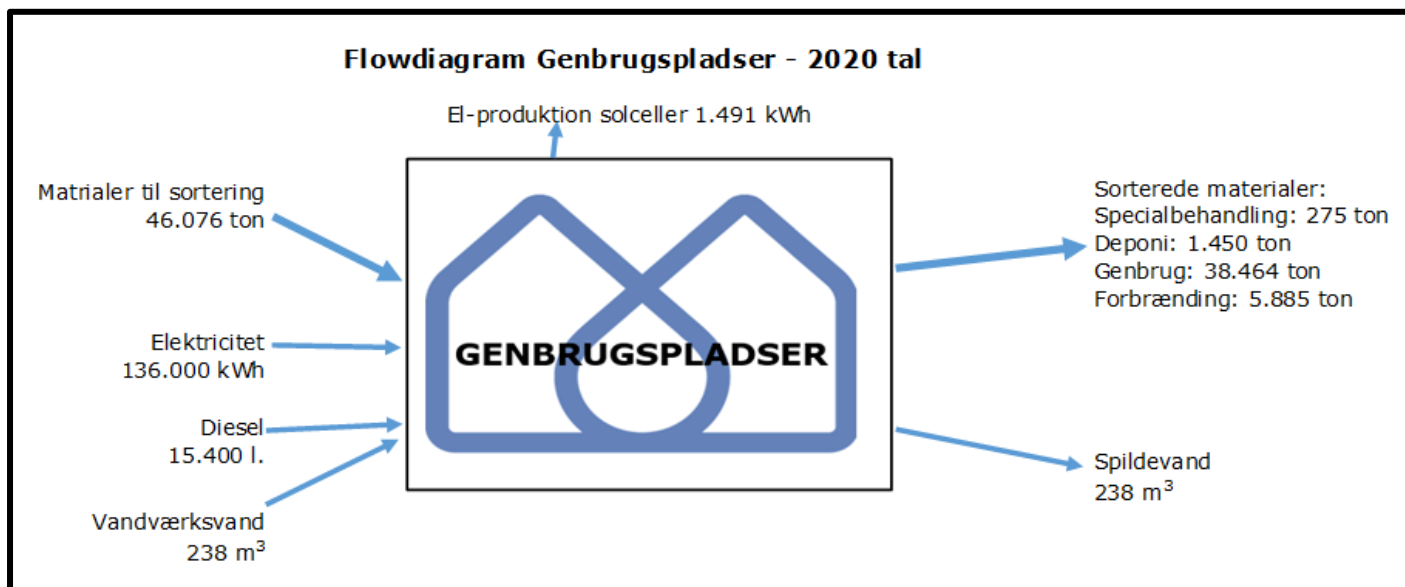 Flowdiagram Genbrugspladser - 2020 tal
El-produktion solceller 1.491 kWh
Matrialer til sortering
46.076 ton
Elektricitet
136.000 kWh
Diesel
15.400 l.
Vandværksvand
238 m³
GENBRUGSPLADSER
Sorterede materialer:
Specialbehandling: 275 ton
Deponi: 1.450 ton
Genbrug: 38.464 ton
Forbrænding: 5.885 ton
Spildevand
238 m³